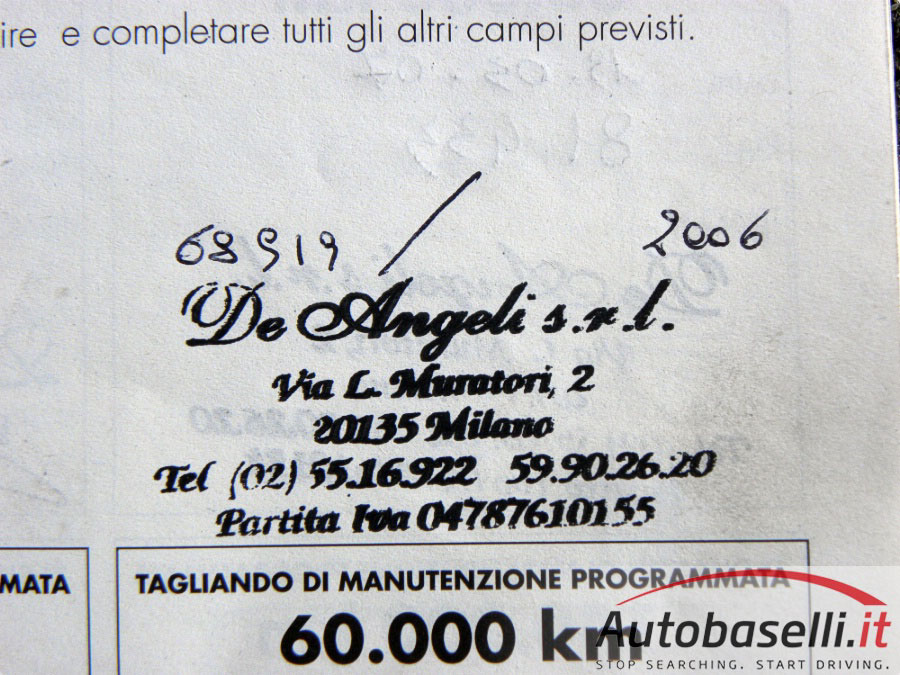 ire e completare tutti gli altri campi previsti.
68919 / 2006
De Angeli s.r.l.
Via L. Muratori, 2
20135 Milano
Tel (02) 55.16.922 59.90.26.20
Partita Iva 04787610155
MATA
TAGLIANDO DI MANUTENZIONE PROGRAMMATA
60.000 km
Autobaselli.it
STOP SEARCHING. START DRIVING.